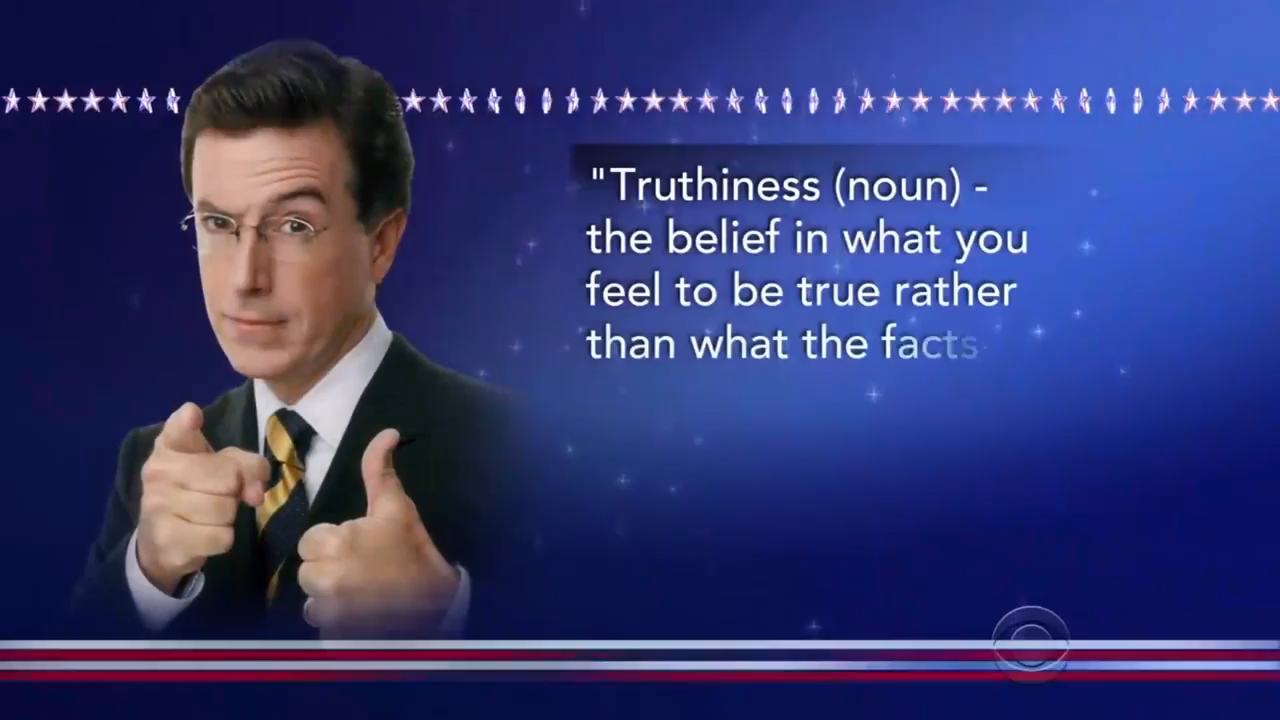 "Truthiness (noun) -
the belief in what you
feel to be true rather
than what the facts